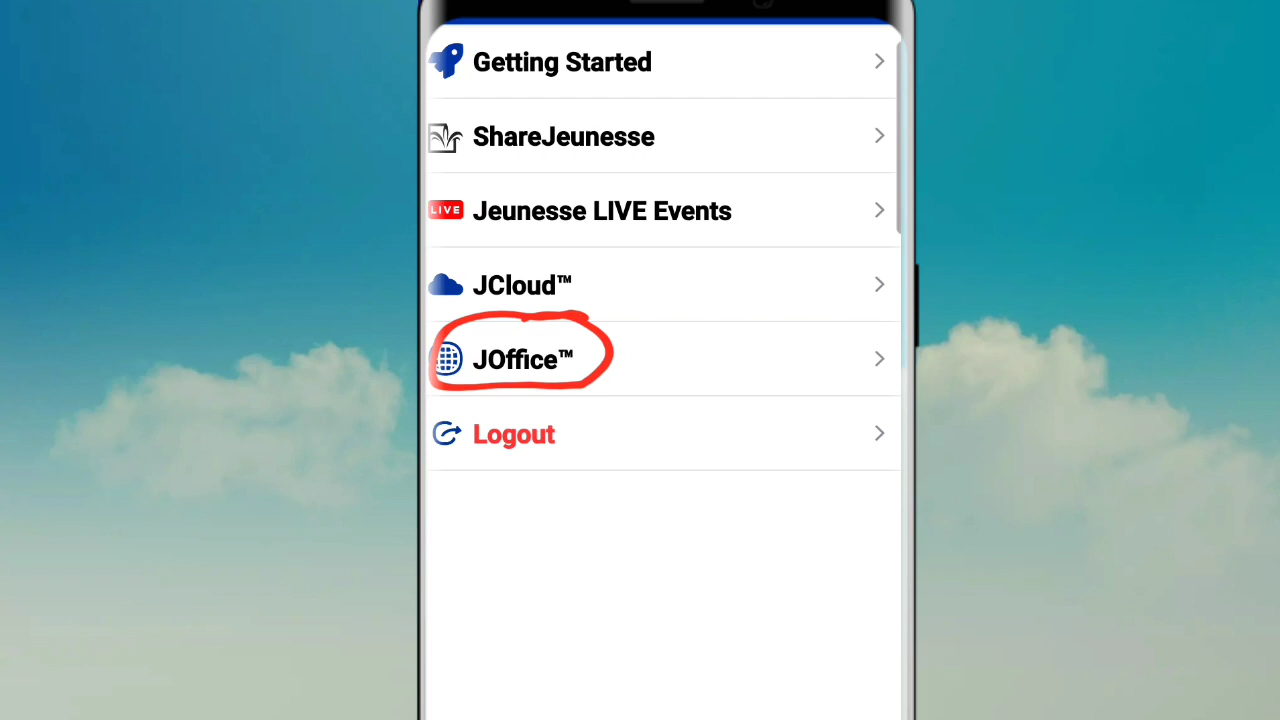 Getting Started
ShareJeunesse
LIVE Jeunesse LIVE Events
JCloud™
JOffice™
Logout